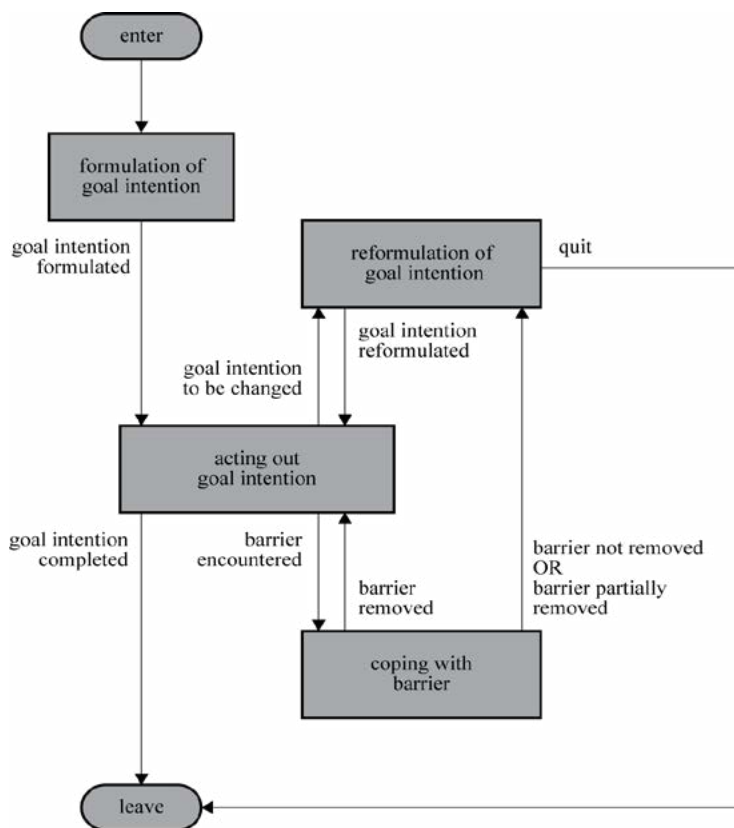 enter
formulation of
goal intention
goal intention
formulated
reformulation of
goal intention
quit
goal intention
reformulated
goal intention
to be changed
acting out
goal intention
goal intention
completed
barrier
encountered
barrier
removed
barrier not removed
OR
barrier partially
removed
coping with
barrier
leave